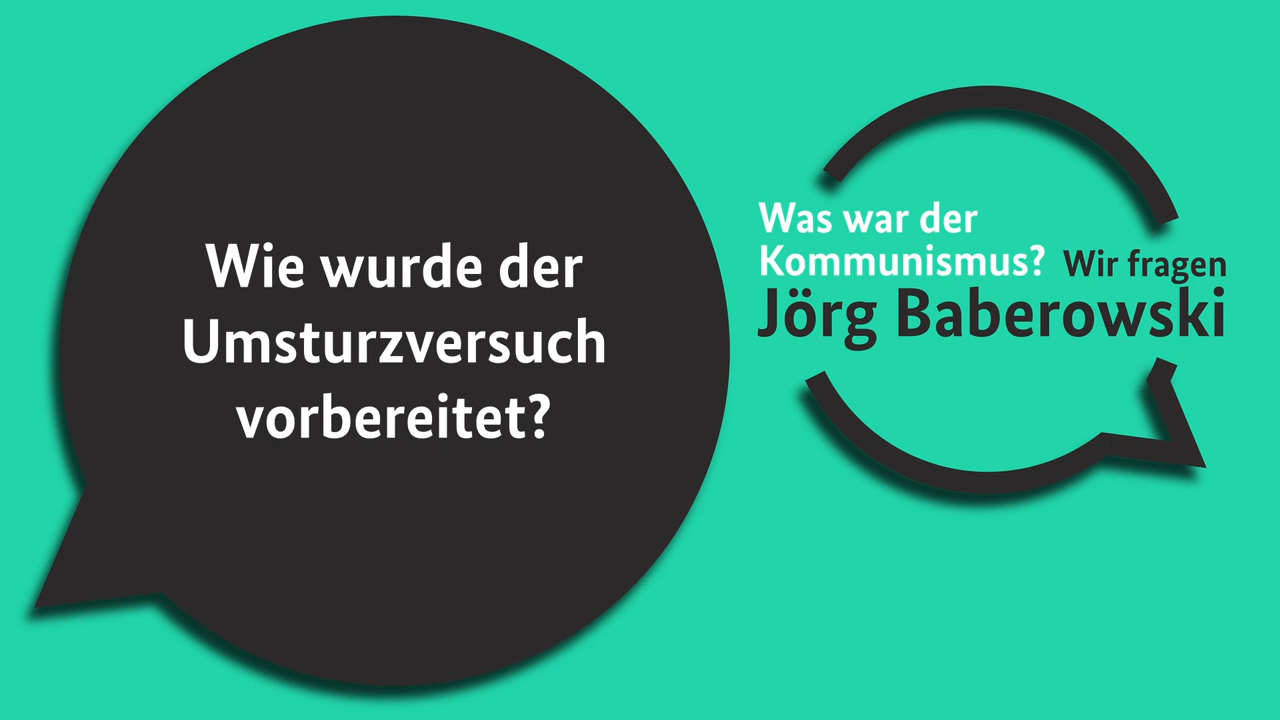 Wie wurde der
Umsturzversuch
vorbereitet?
Was war der
Kommunismus? Wir fragen
Jörg Baberowski